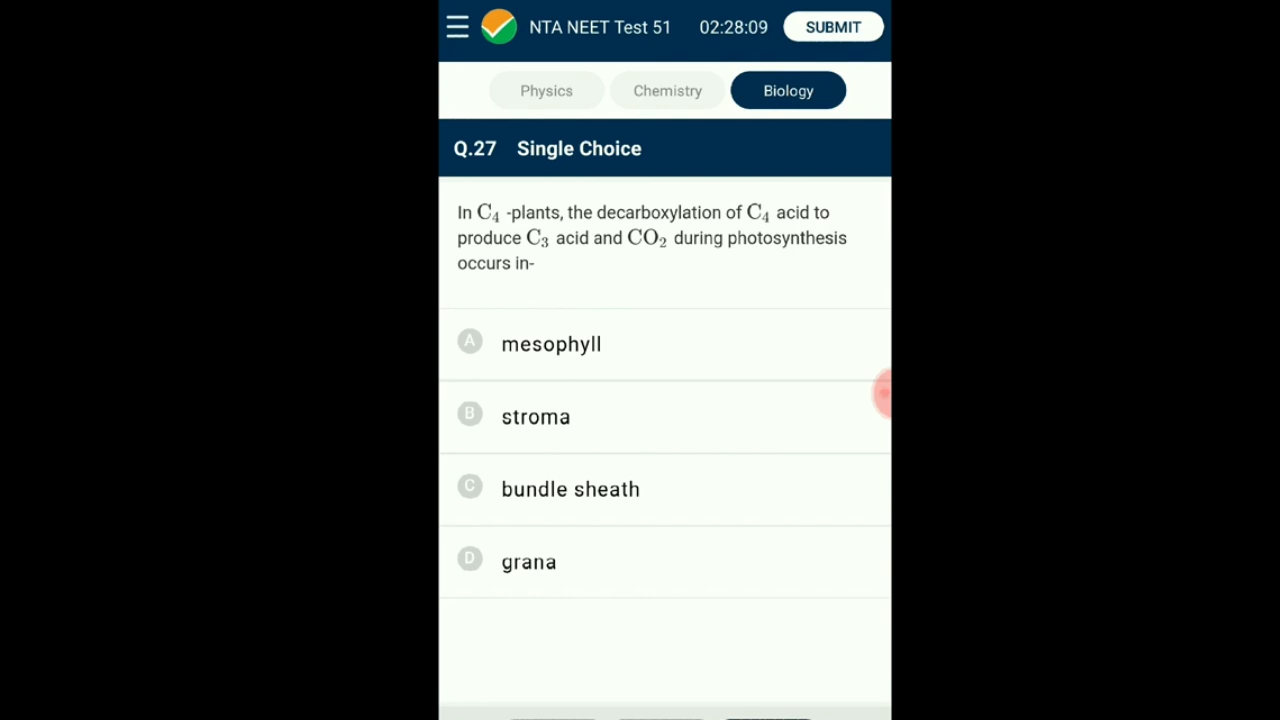 NTA NEET Test 51 02:28:09 SUBMIT
Physics Chemistry Biology
Q.27 Single Choice
In C₄ -plants, the decarboxylation of C₄ acid to
produce C₃ acid and CO₂ during photosynthesis
occurs in-
A mesophyll
B stroma
C bundle sheath
D grana